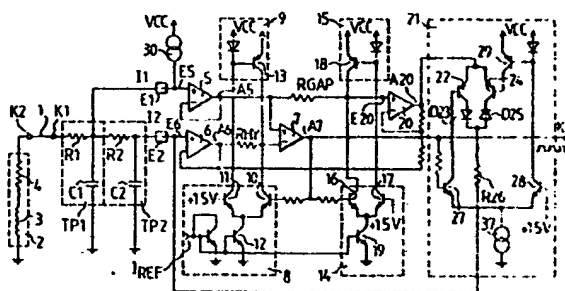 VCC 9 VCC 15 VCC 21
30 VCC
18 29
I1 E5 5 A5 13 RGAP A20 22 24
K2 1 K1 E1 E20 20 D23 D25
I2 E6 6 A6 RHY 7 A7
R1 R2 E2
4 11 10 16 17 R26
C1 C2 +15V +15V 27 28
3 12 19 +15V
2 TP1 TP2 IREF 8 14 37